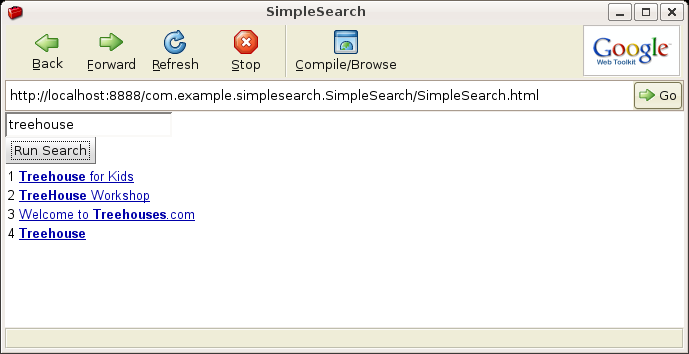 SimpleSearch
Back Forward Refresh Stop Compile/Browse
Google
Web Toolkit
http://localhost:8888/com.example.simplesearch.SimpleSearch/SimpleSearch.html Go
treehouse
Run Search
1 Treehouse for Kids
2 TreeHouse Workshop
3 Welcome to Treehouses.com
4 Treehouse